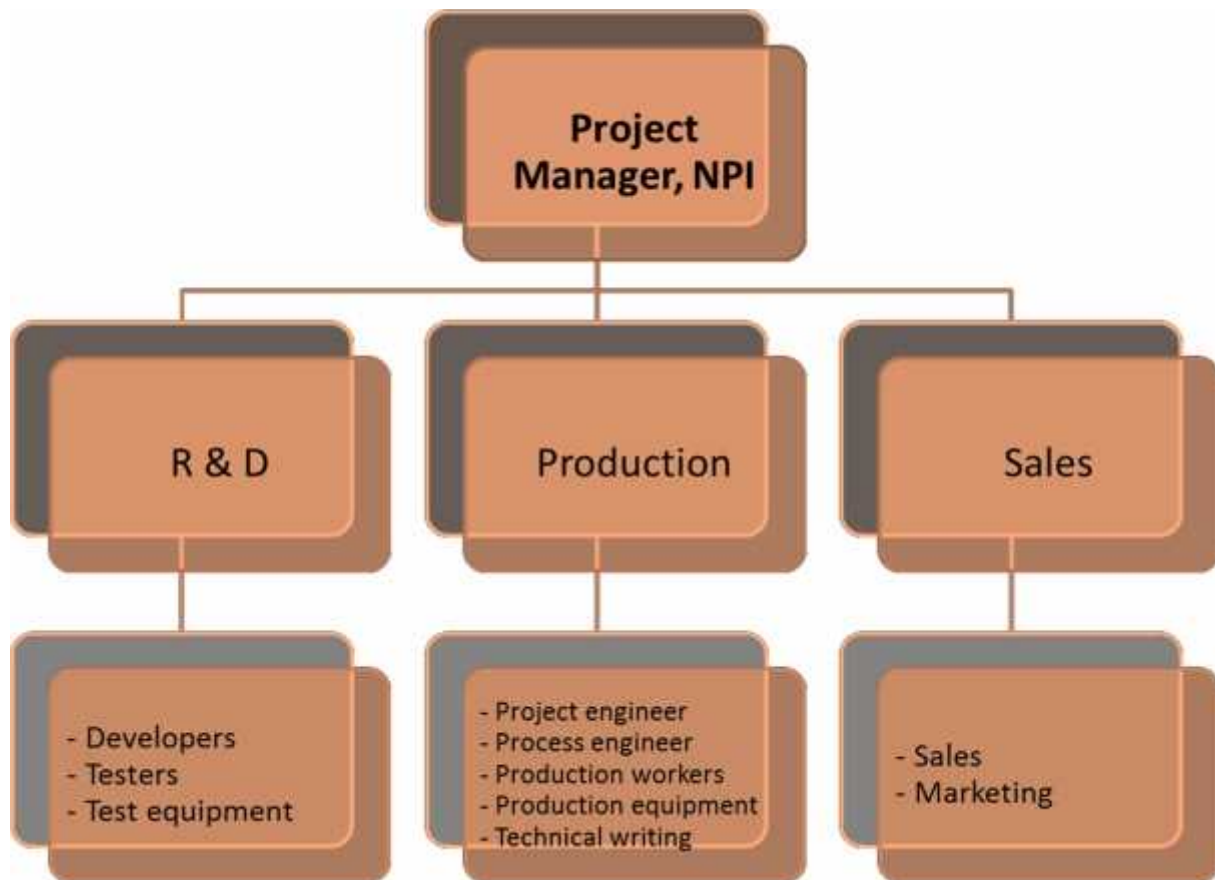 Project
Manager, NPI
R & D
Production
Sales
- Developers
- Testers
- Test equipment
- Project engineer
- Process engineer
- Production workers
- Production equipment
- Technical writing
- Sales
- Marketing